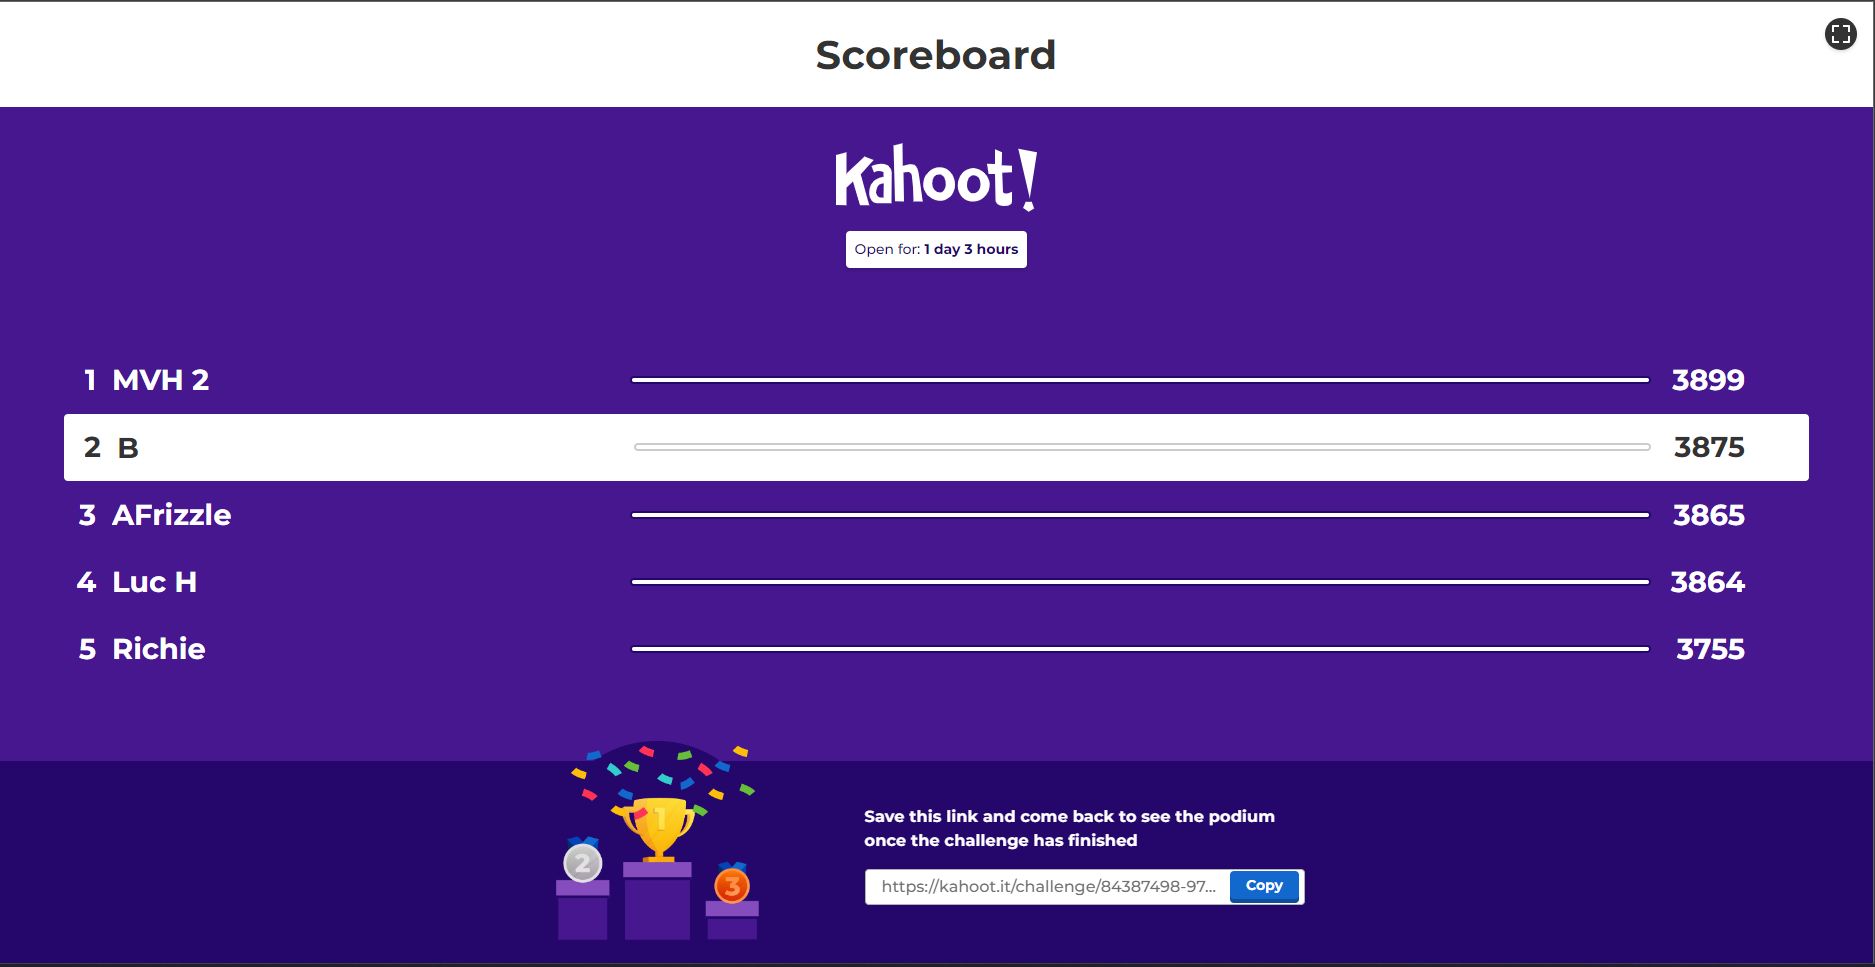 Scoreboard
Kahoot!
Open for: 1 day 3 hours
1 MVH 2 3899
2 B 3875
3 AFrizzle 3865
4 Luc H 3864
5 Richie 3755
1
2
3
Save this link and come back to see the podium
once the challenge has finished
https://kahoot.it/challenge/84387498-97... Copy